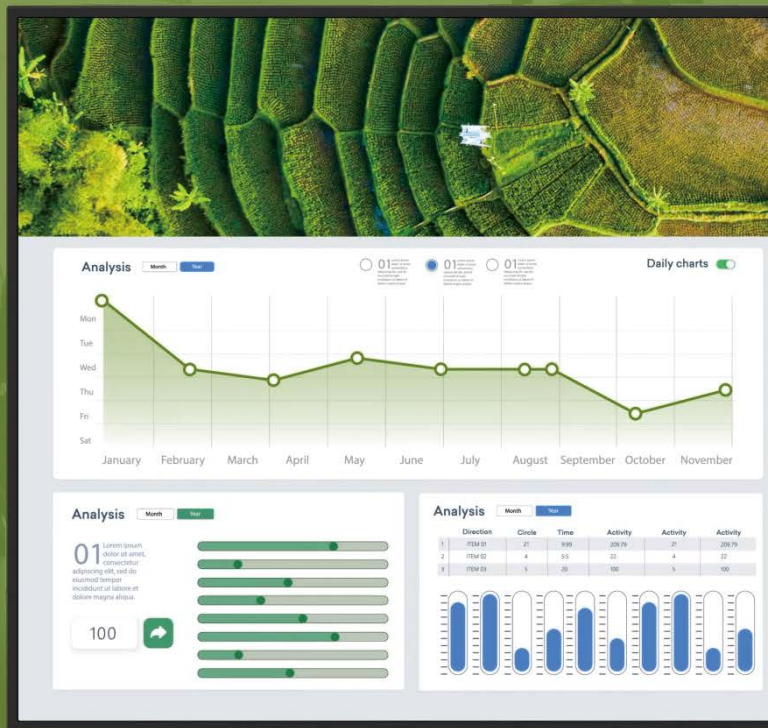 Analysis Month Year
01
01
01
Daily charts
Mon
Tue
Wed
Thu
Fri
Sat
January February March April May June July August September October November
Analysis Month Year
01 Lorem ipsum
dolor ut amet,
consectetur
adipiscing elit, sed do
eiusmod tempor
incididunt ut labore et
dolore magna aliqua.
100
Analysis Month Year
Direction Circle Time Activity Activity Activity
1 ITEM 01 21 9.99 209.79 21 209.79
2 ITEM 02 4 5.5 22 4 22
3 ITEM 03 5 20 100 5 100